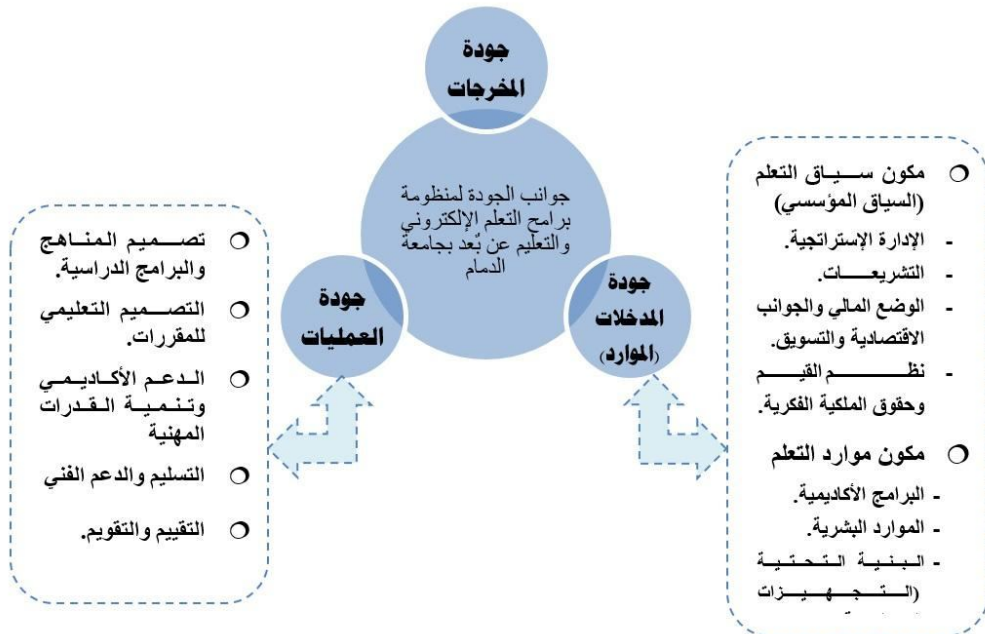 جودة
المخرجات
جوانب الجودة لمنظومة
برامج التعلم الإلكتروني
والتعليم عن بُعد بجامعة
الدمام
جودة
المدخلات
(الموارد)
جودة
العمليات
مكون سياق التعلم
(السياق المؤسسي)
- الإدارة الإستراتجية.
- التشريعات.
- الوضع المالي والجوانب
الاقتصادية والتسويق.
- نظم القيم
وحقوق الملكية الفكرية.
مكون موارد التعلم
- البرامج الأكاديمية.
- الموارد البشرية.
- البنية التحتية
(التجهيزات
تصميم المناهج
والبرامج الدراسية.
التصميم التعليمي
للمقررات.
الدعم الأكاديمي
وتنمية القدرات
المهنية
التسليم والدعم الفني
التقييم والتقويم.